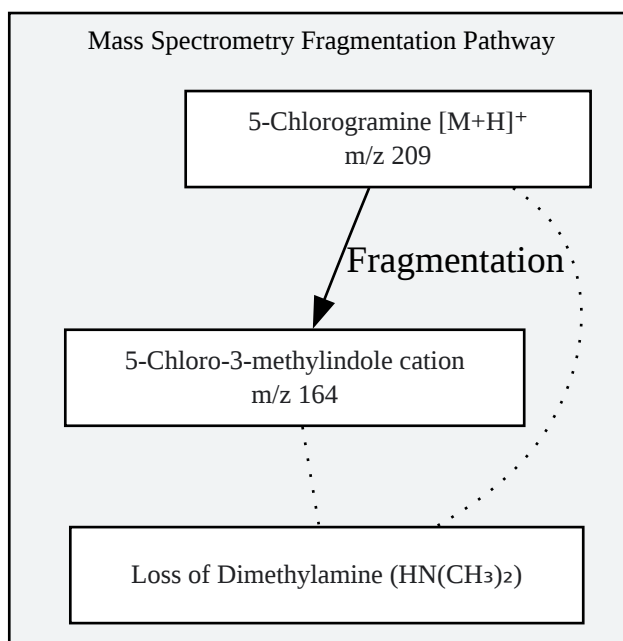 Mass Spectrometry Fragmentation Pathway
5-Chlorogramine [M+H]⁺
m/z 209
Fragmentation
5-Chloro-3-methylindole cation
m/z 164
Loss of Dimethylamine (HN(CH₃)₂)